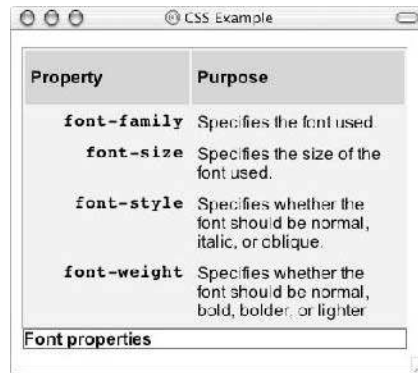 CSS Example
Property Purpose
font-family Specifies the font used.
font-size Specifies the size of the
font used.
font-style Specifies whether the
font should be normal,
italic, or oblique.
font-weight Specifies whether the
font should be normal,
bold, bolder, or lighter
Font properties